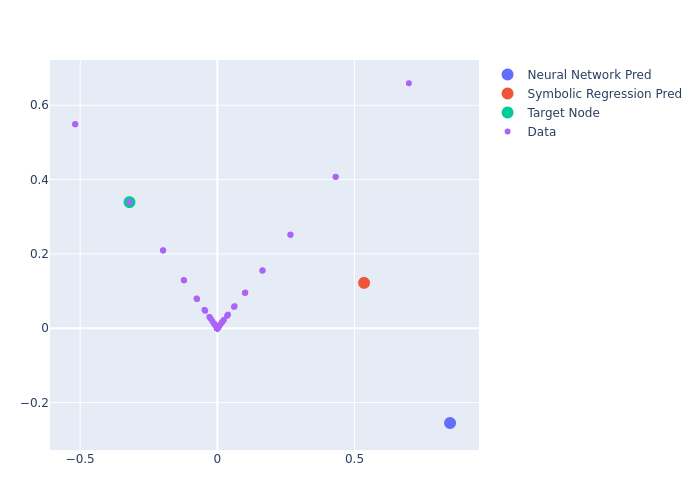 Neural Network Pred
Symbolic Regression Pred
Target Node
Data
0.6
0.4
0.2
0
−0.2
−0.5
0
0.5